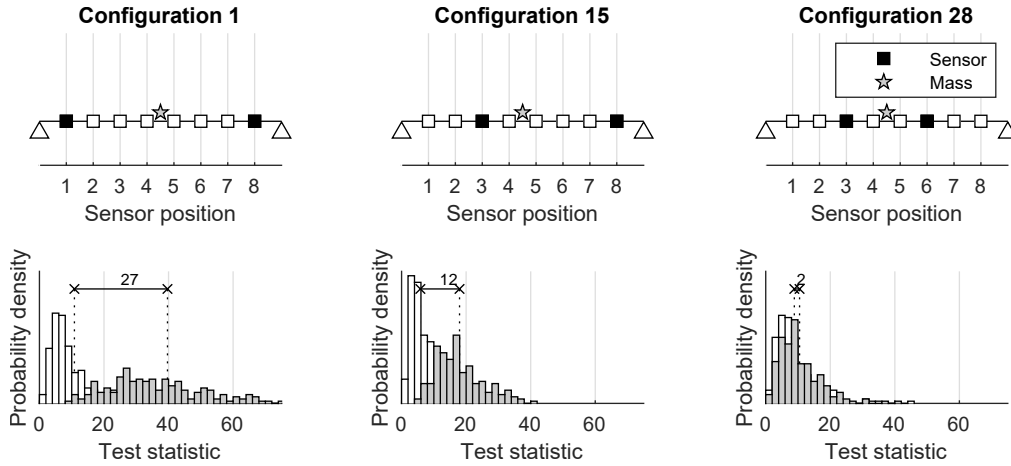 Configuration 1
Configuration 15
Configuration 28
Sensor
Mass
1 2 3 4 5 6 7 8
Sensor position
1 2 3 4 5 6 7 8
Sensor position
1 2 3 4 5 6 7 8
Sensor position
Probability density
27
0 20 40 60
Test statistic
Probability density
12
0 20 40 60
Test statistic
Probability density
2
0 20 40 60
Test statistic